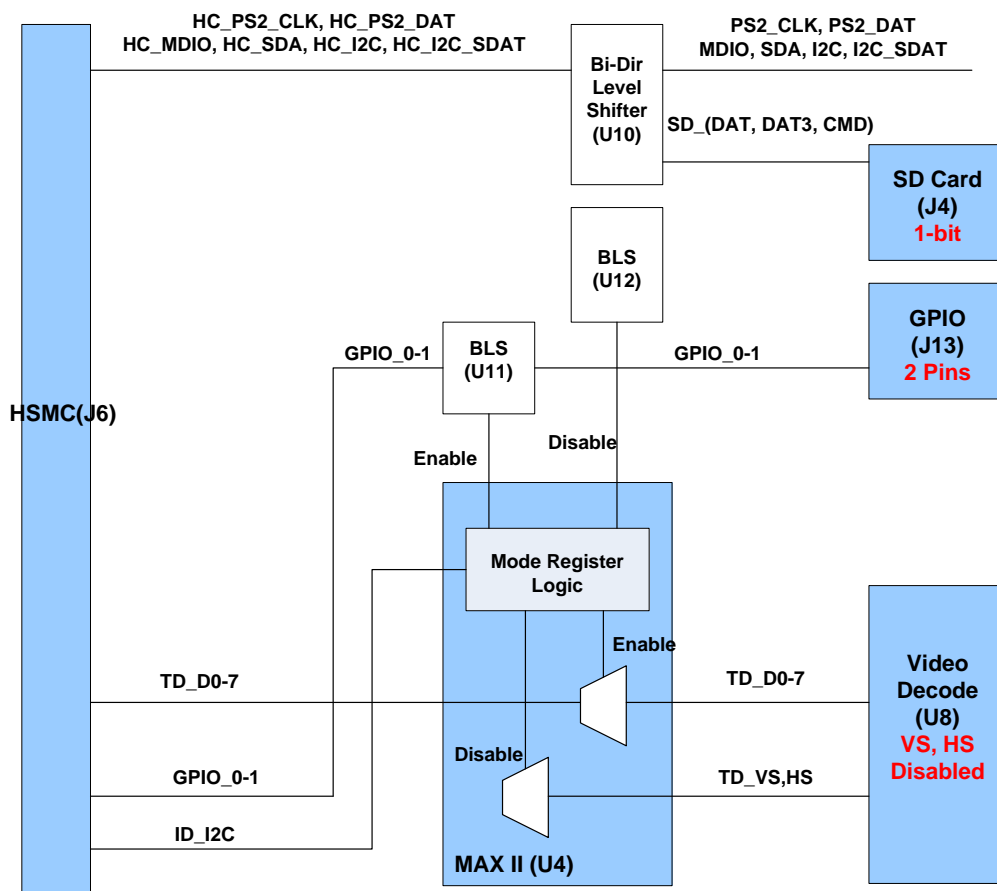 HC_PS2_CLK, HC_PS2_DAT
HC_MDIO, HC_SDA, HC_I2C, HC_I2C_SDAT
PS2_CLK, PS2_DAT
MDIO, SDA, I2C, I2C_SDAT
Bi-Dir
Level
Shifter
(U10)
SD_(DAT, DAT3, CMD)
SD Card
(J4)
1-bit
BLS
(U12)
GPIO
(J13)
2 Pins
GPIO_0-1
BLS
(U11)
GPIO_0-1
HSMC(J6)
Enable
Disable
Mode Register
Logic
Enable
TD_D0-7
TD_D0-7
Video
Decode
(U8)
VS, HS
Disabled
Disable
GPIO_0-1
TD_VS,HS
ID_I2C
MAX II (U4)